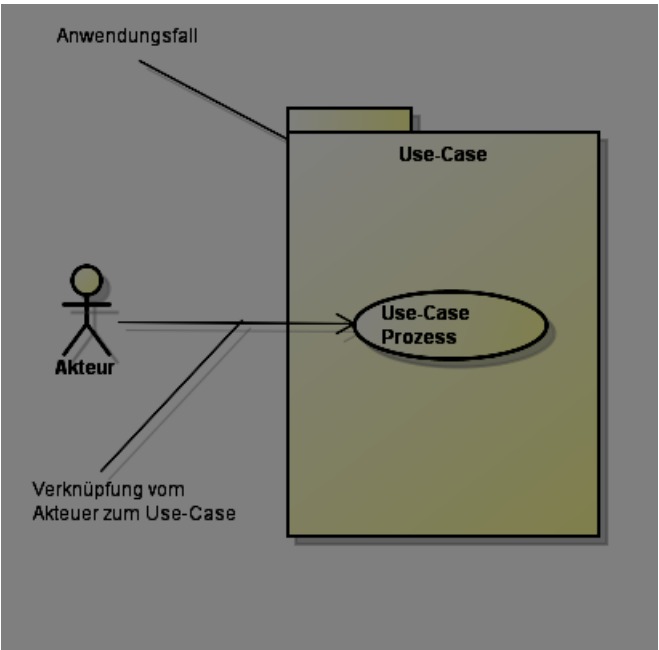 Anwendungsfall
Use-Case
Use-Case
Prozess
Akteur
Verknüpfung vom
Akteuer zum Use-Case